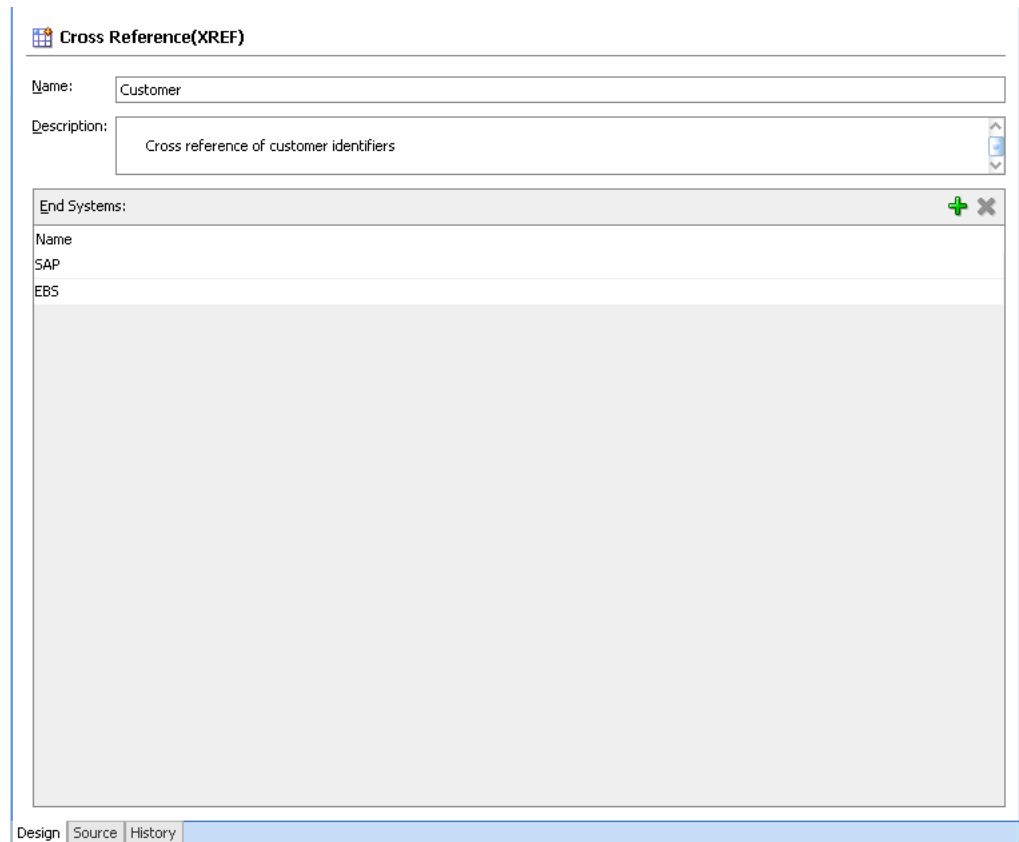 Cross Reference(XREF)
Name: Customer
Description: Cross reference of customer identifiers
End Systems:
Name
SAP
EBS
Design Source History